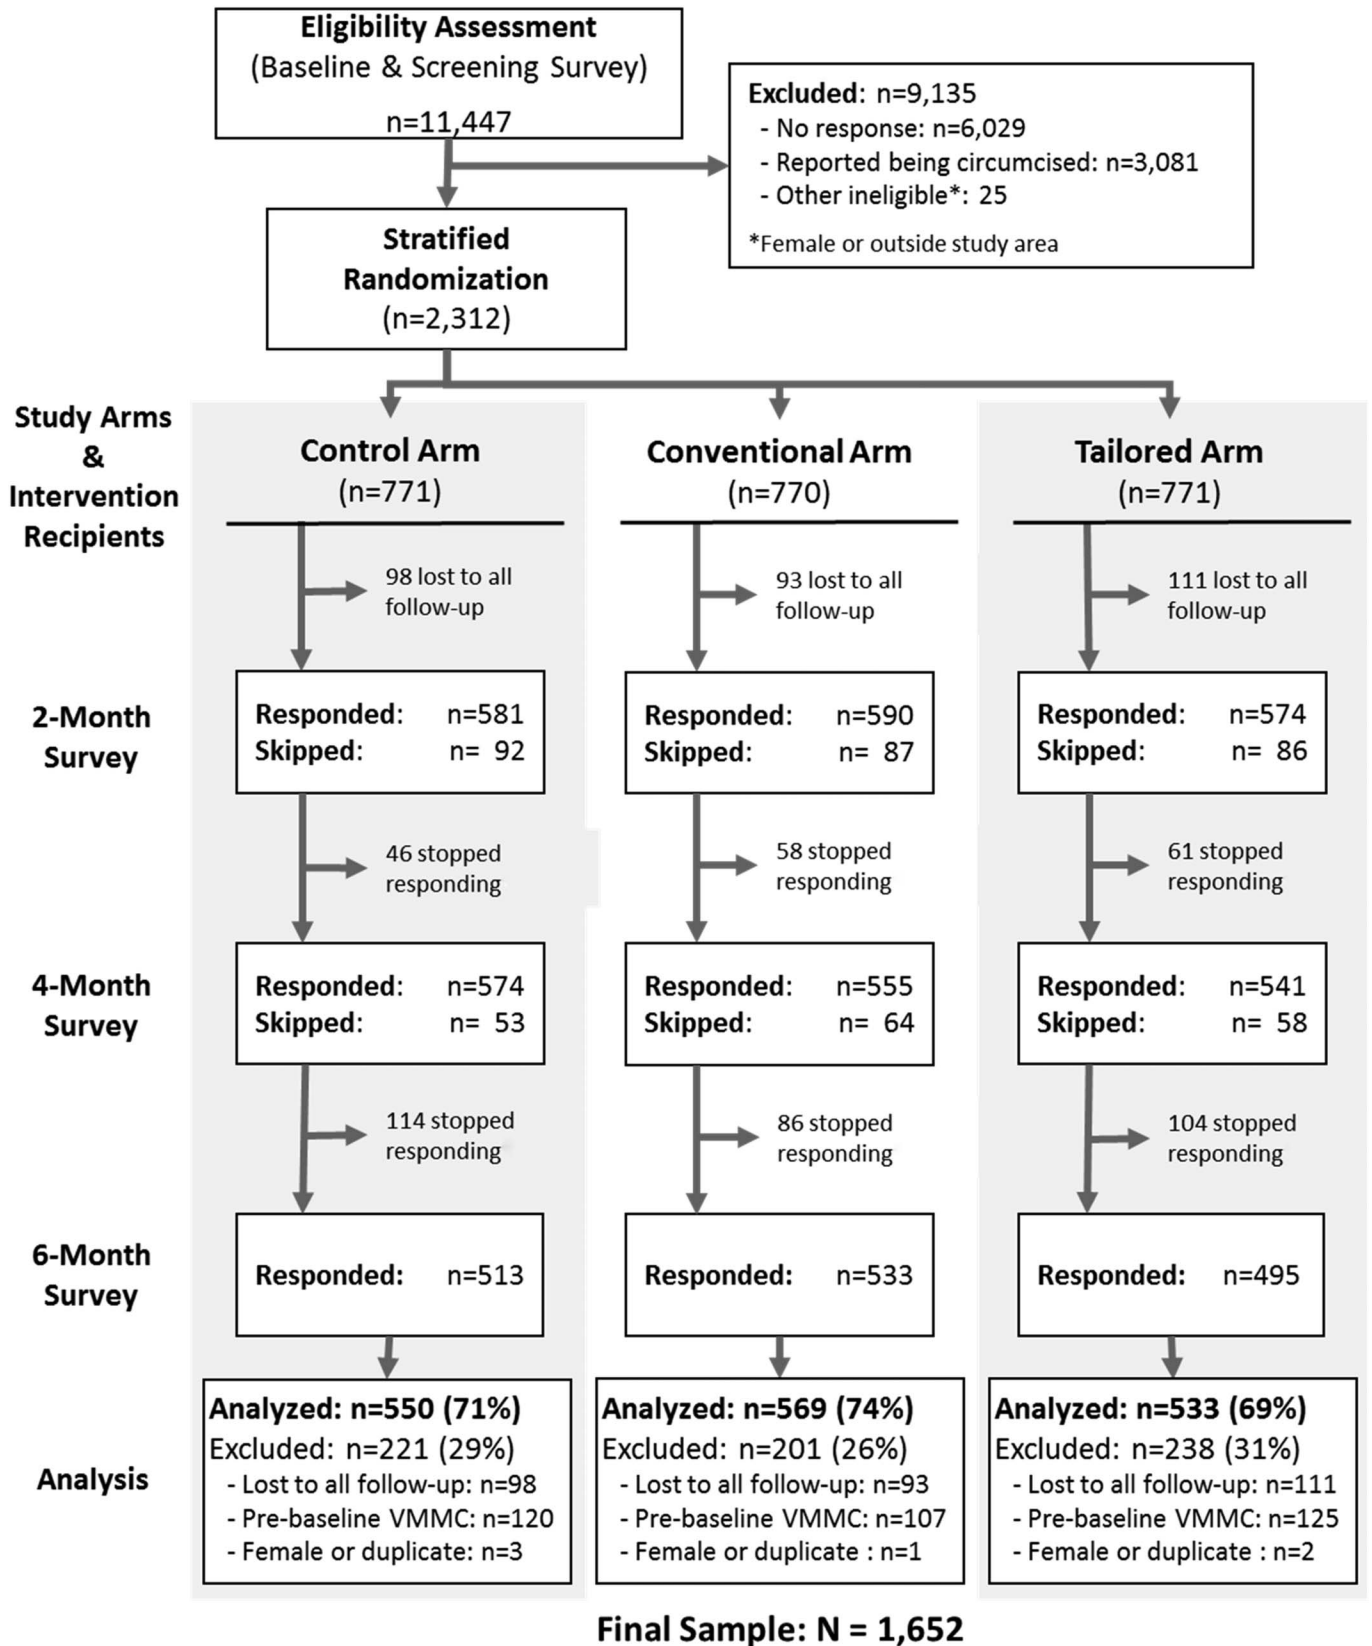 Eligibility Assessment
(Baseline & Screening Survey)
n=11,447
Excluded: n=9,135
- No response: n=6,029
- Reported being circumcised: n=3,081
- Other ineligible*: 25
*Female or outside study area
Stratified
Randomization
(n=2,312)
Study Arms
&
Intervention
Recipients
Control Arm
(n=771)
Conventional Arm
(n=770)
Tailored Arm
(n=771)
98 lost to all
follow-up
93 lost to all
follow-up
111 lost to all
follow-up
2-Month
Survey
Responded: n=581
Skipped: n= 92
Responded: n=590
Skipped: n= 87
Responded: n=574
Skipped: n= 86
46 stopped
responding
58 stopped
responding
61 stopped
responding
4-Month
Survey
Responded: n=574
Skipped: n= 53
Responded: n=555
Skipped: n= 64
Responded: n=541
Skipped: n= 58
114 stopped
responding
86 stopped
responding
104 stopped
responding
6-Month
Survey
Responded: n=513
Responded: n=533
Responded: n=495
Analysis
Analyzed: n=550 (71%)
Excluded: n=221 (29%)
- Lost to all follow-up: n=98
- Pre-baseline VMMC: n=120
- Female or duplicate: n=3
Analyzed: n=569 (74%)
Excluded: n=201 (26%)
- Lost to all follow-up: n=93
- Pre-baseline VMMC: n=107
- Female or duplicate : n=1
Analyzed: n=533 (69%)
Excluded: n=238 (31%)
- Lost to all follow-up: n=111
- Pre-baseline VMMC: n=125
- Female or duplicate : n=2
Final Sample: N = 1,652